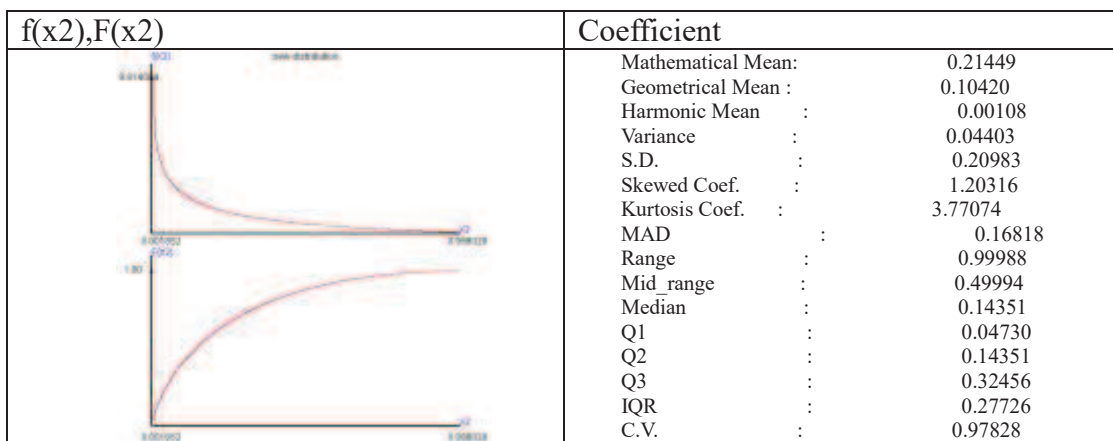 f(x2),F(x2) Coefficient
Mathematical Mean: 0.21449
Geometrical Mean : 0.10420
Harmonic Mean : 0.00108
Variance : 0.04403
S.D. : 0.20983
Skewed Coef. : 1.20316
Kurtosis Coef. : 3.77074
MAD : 0.16818
Range : 0.99988
Mid_range : 0.49994
Median : 0.14351
Q1 : 0.04730
Q2 : 0.14351
Q3 : 0.32456
IQR : 0.27726
C.V. : 0.97828